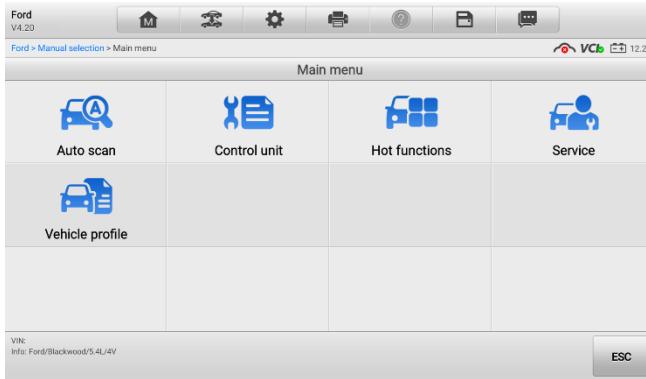 Ford
V4.20
M
?
Ford > Manual selection > Main menu
VCI
12.2
Main menu
A
Auto scan
Control unit
Hot functions
Service
Vehicle profile
VIN:
Info: Ford/Blackwood/5.4L/4V
ESC